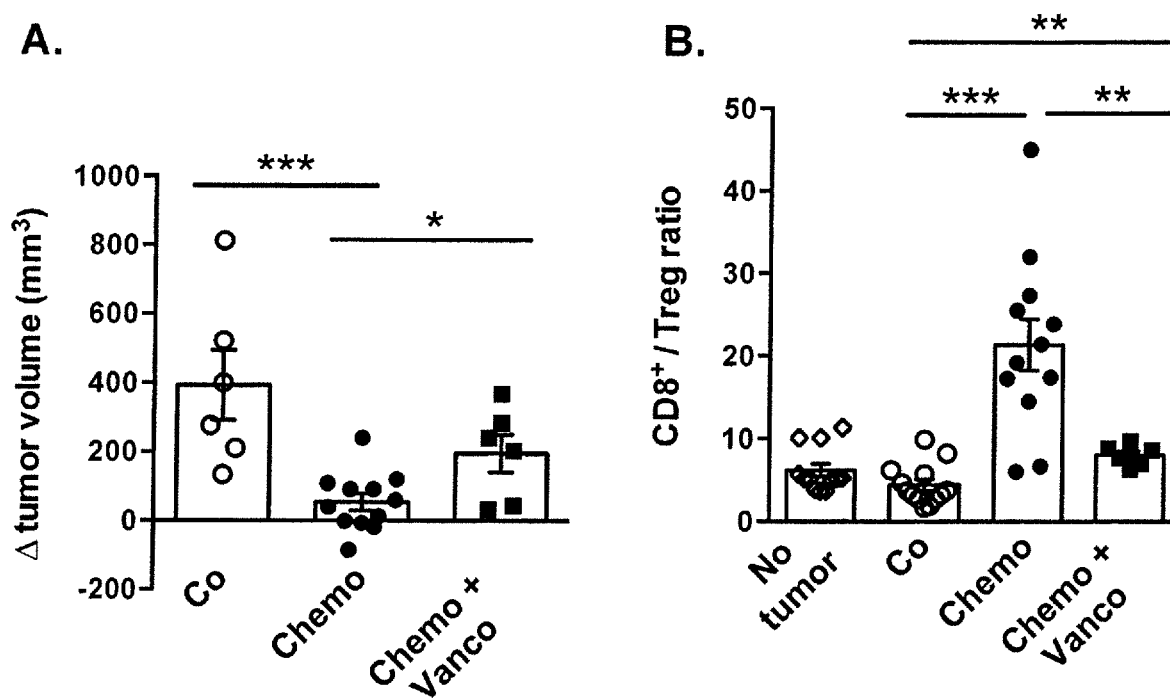 A.
Δ tumor volume (mm³)
1000
800
600
400
200
0
-200
***
*
Co
Chemo
Chemo +
Vanco
B.
CD8⁺ / Treg ratio
50
40
30
20
10
0
**
***
**
No
tumor
Co
Chemo
Chemo +
Vanco